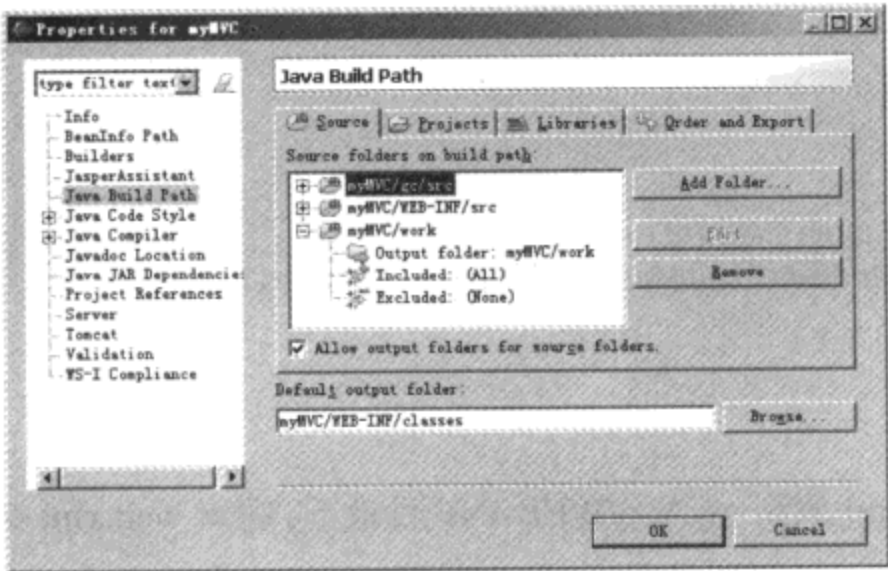 Properties for myMVC
type filter text
Info
BeanInfo Path
Builders
JasperAssistant
Java Build Path
Java Code Style
Java Compiler
Javadoc Location
Java JAR Dependencies
Project References
Server
Tomcat
Validation
WS-I Compliance
Java Build Path
Source
Projects
Libraries
Order and Export
Source folders on build path:
myMVC/gc/src
myMVC/WEB-INF/src
myMVC/work
Output folder: myMVC/work
Included: (All)
Excluded: (None)
Add Folder...
Edit...
Remove
Allow output folders for source folders.
Default output folder:
myMVC/WEB-INF/classes
Browse...
OK
Cancel